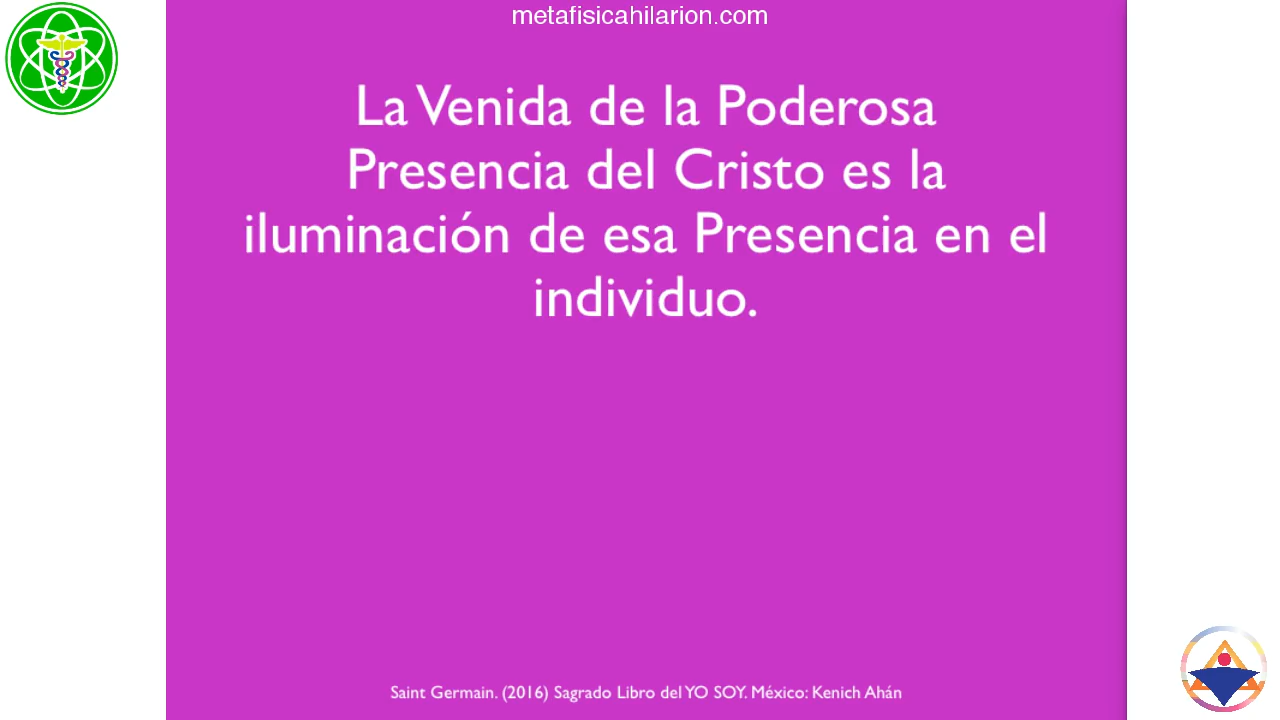 metafisicahilarion.com
La Venida de la Poderosa
Presencia del Cristo es la
iluminación de esa Presencia en el
individuo.
Saint Germain. (2016) Sagrado Libro del YO SOY. México: Kenich Ahán